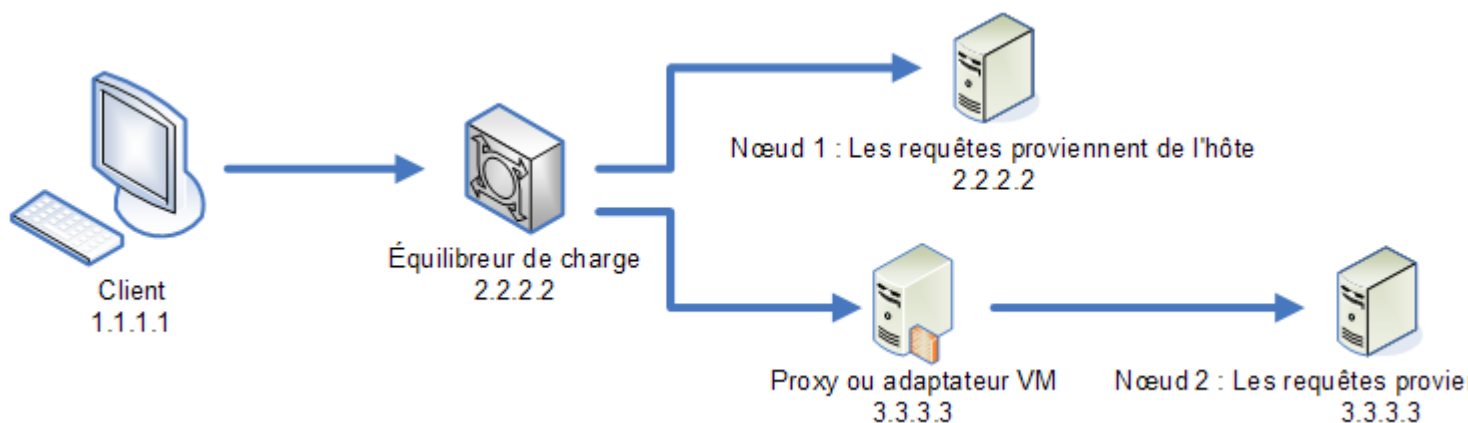 Nœud 1 : Les requêtes proviennent de l'hôte
2.2.2.2
Équilibreur de charge
2.2.2.2
Client
1.1.1.1
Proxy ou adaptateur VM
3.3.3.3
Nœud 2 : Les requêtes
3.3.3.3